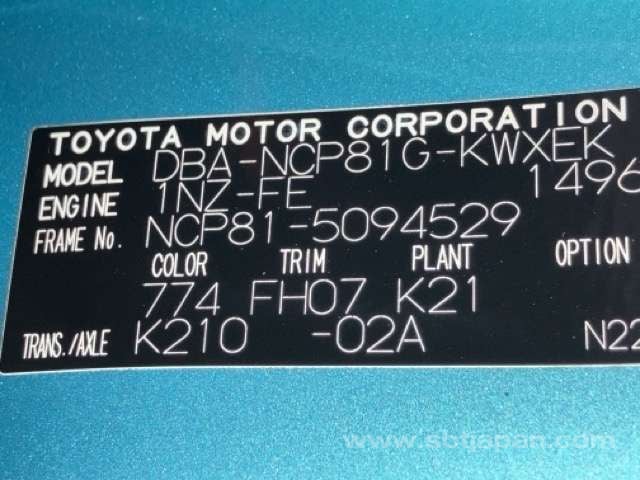 TOYOTA MOTOR CORPORATION
MODEL DBA-NCP81G-KWXEK
ENGINE 1NZ-FE 1496
FRAME No. NCP81-5094529
COLOR TRIM PLANT OPTION
774 FH07 K21
TRANS./AXLE K210 -02A N22
www.sbtjapan.com